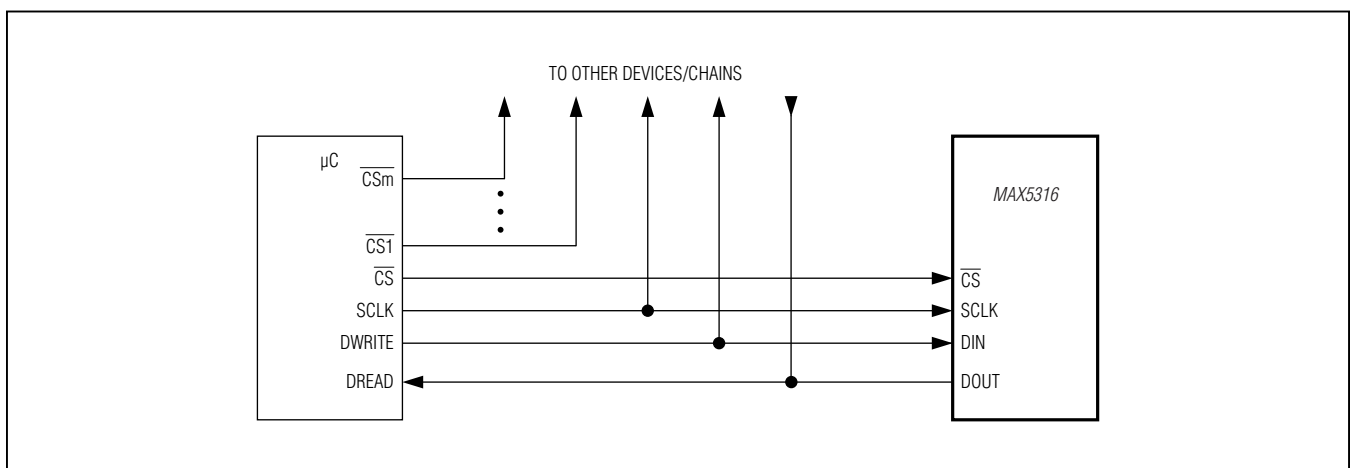 TO OTHER DEVICES/CHAINS
µC
CSm
MAX5316
CS1
CS CS
SCLK SCLK
DWRITE DIN
DREAD DOUT